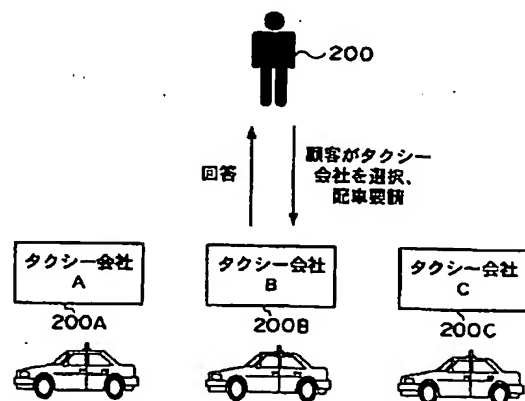 200
回答
顧客がタクシー
会社を選択、
配車要請
タクシー会社
A
タクシー会社
B
タクシー会社
C
200A
200B
200C